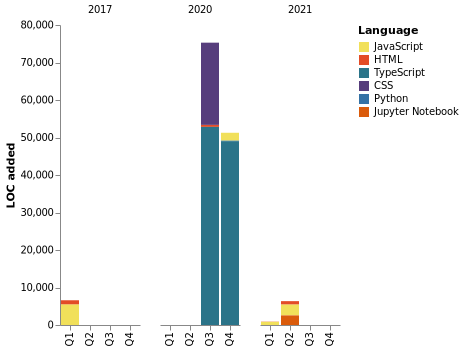 2017
2020
2021
80,000
70,000
60,000
50,000
40,000
30,000
20,000
10,000
0
LOC added
Q1
Q2
Q3
Q4
Q1
Q2
Q3
Q4
Q1
Q2
Q3
Q4
Language
JavaScript
HTML
TypeScript
CSS
Python
Jupyter Notebook